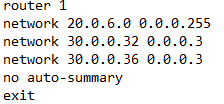 router 1
network 20.0.6.0 0.0.0.255
network 30.0.0.32 0.0.0.3
network 30.0.0.36 0.0.0.3
no auto-summary
exit